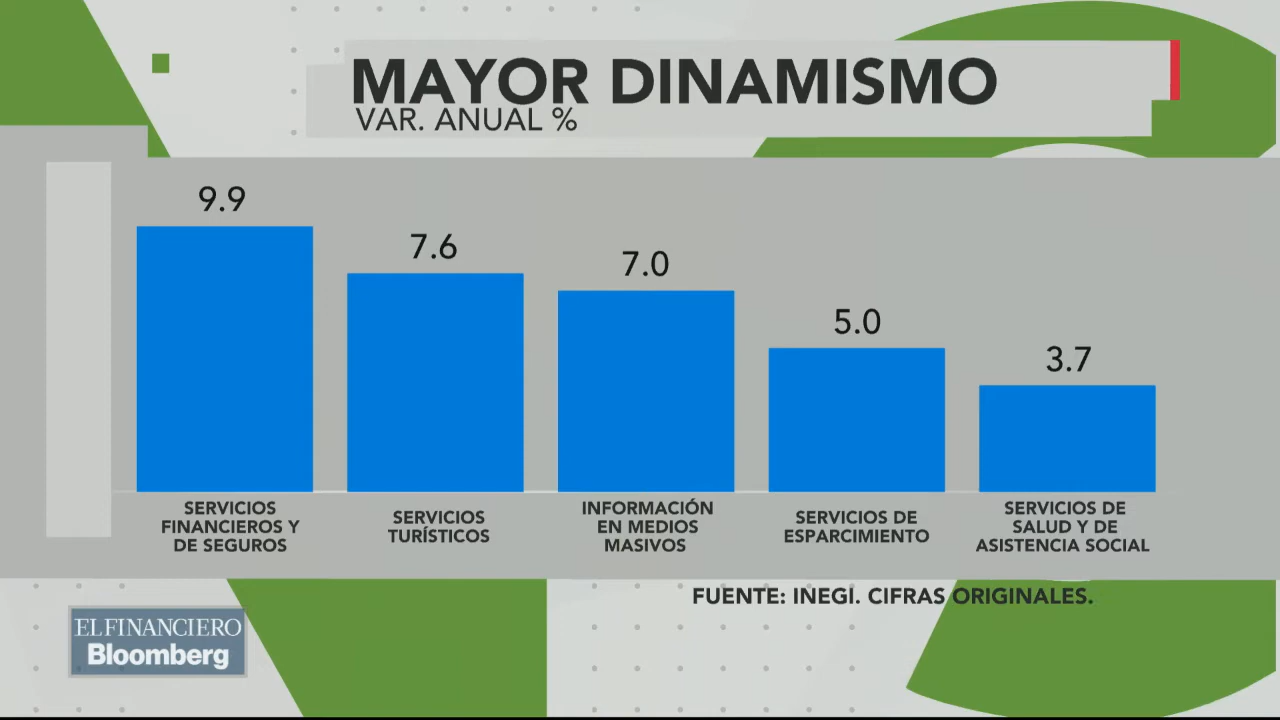 MAYOR DINAMISMO
VAR. ANUAL %
9.9
7.6
7.0
5.0
3.7
SERVICIOS
FINANCIEROS Y
DE SEGUROS
SERVICIOS
TURÍSTICOS
INFORMACIÓN
EN MEDIOS
MASIVOS
SERVICIOS DE
ESPARCIMIENTO
SERVICIOS DE
SALUD Y DE
ASISTENCIA SOCIAL
FUENTE: INEGI. CIFRAS ORIGINALES.
EL FINANCIERO
Bloomberg